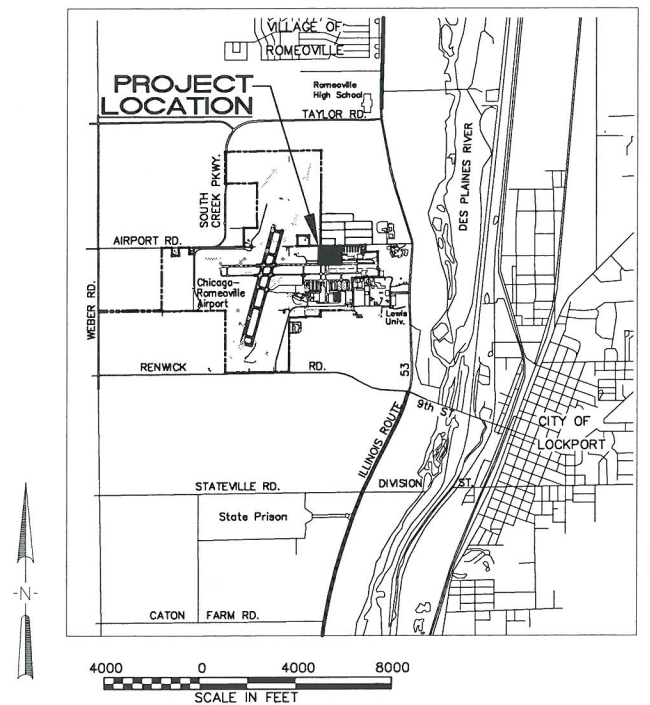 VILLAGE OF
ROMEOVILLE
PROJECT
LOCATION
Romeoville
High School
TAYLOR RD.
SOUTH
CREEK PKWY.
DES PLAINES RIVER
AIRPORT RD.
WEBER RD.
Chicago-
Romeoville
Airport
Lewis
Univ.
RENWICK RD.
53
ILLINOIS ROUTE
9th ST
CITY OF
LOCKPORT
STATEVILLE RD.
DIVISION ST.
State Prison
-N-
CATON FARM RD.
4000 0 4000 8000
SCALE IN FEET